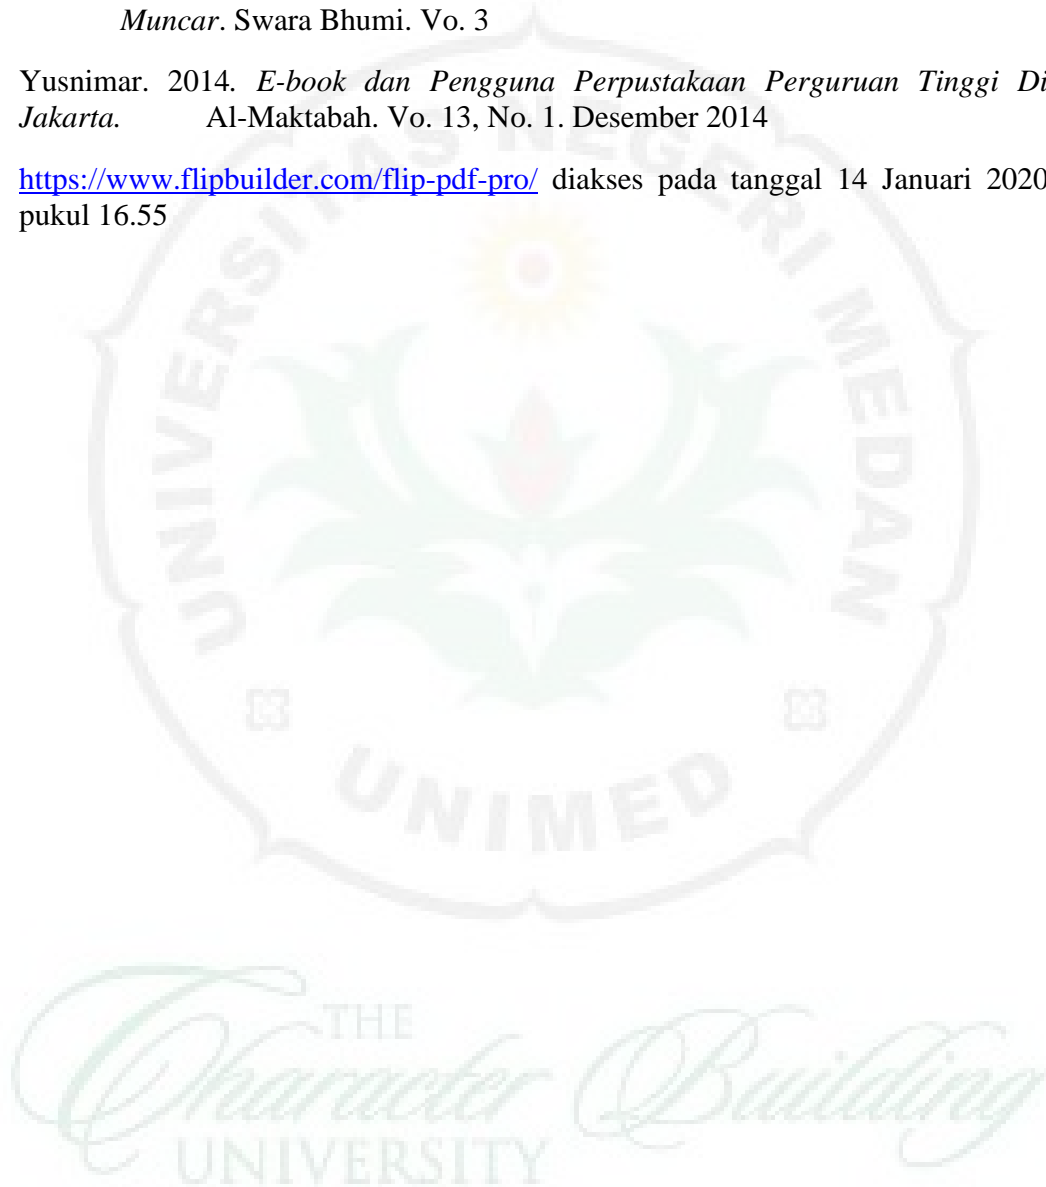 Muncar. Swara Bhumi. Vo. 3
Yusnimar. 2014. E-book dan Pengguna Perpustakaan Perguruan Tinggi Di
Jakarta. Al-Maktabah. Vo. 13, No. 1. Desember 2014
https://www.flipbuilder.com/flip-pdf-pro/ diakses pada tanggal 14 Januari 2020
pukul 16.55
UNIVERSITAS NEGERI MEDAN
UNIMED
THE
Character Building
UNIVERSITY